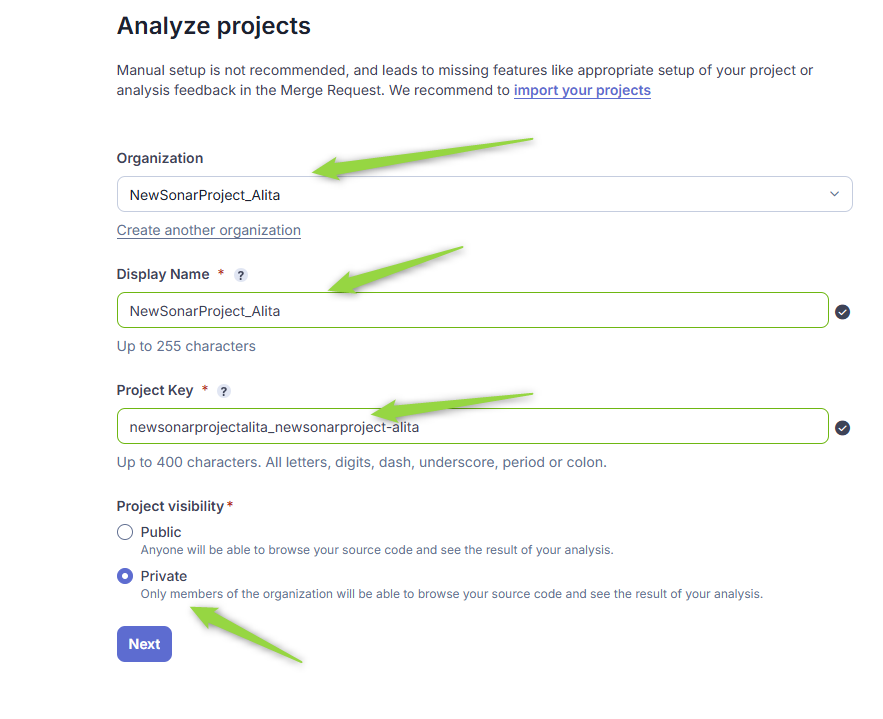 Analyze projects
Manual setup is not recommended, and leads to missing features like appropriate setup of your project or
analysis feedback in the Merge Request. We recommend to import your projects
Organization
NewSonarProject_Alita
Create another organization
Display Name * ?
NewSonarProject_Alita
Up to 255 characters
Project Key * ?
newsonarprojectalita_newsonarproject-alita
Up to 400 characters. All letters, digits, dash, underscore, period or colon.
Project visibility*
Public
Anyone will be able to browse your source code and see the result of your analysis.
Private
Only members of the organization will be able to browse your source code and see the result of your analysis.
Next